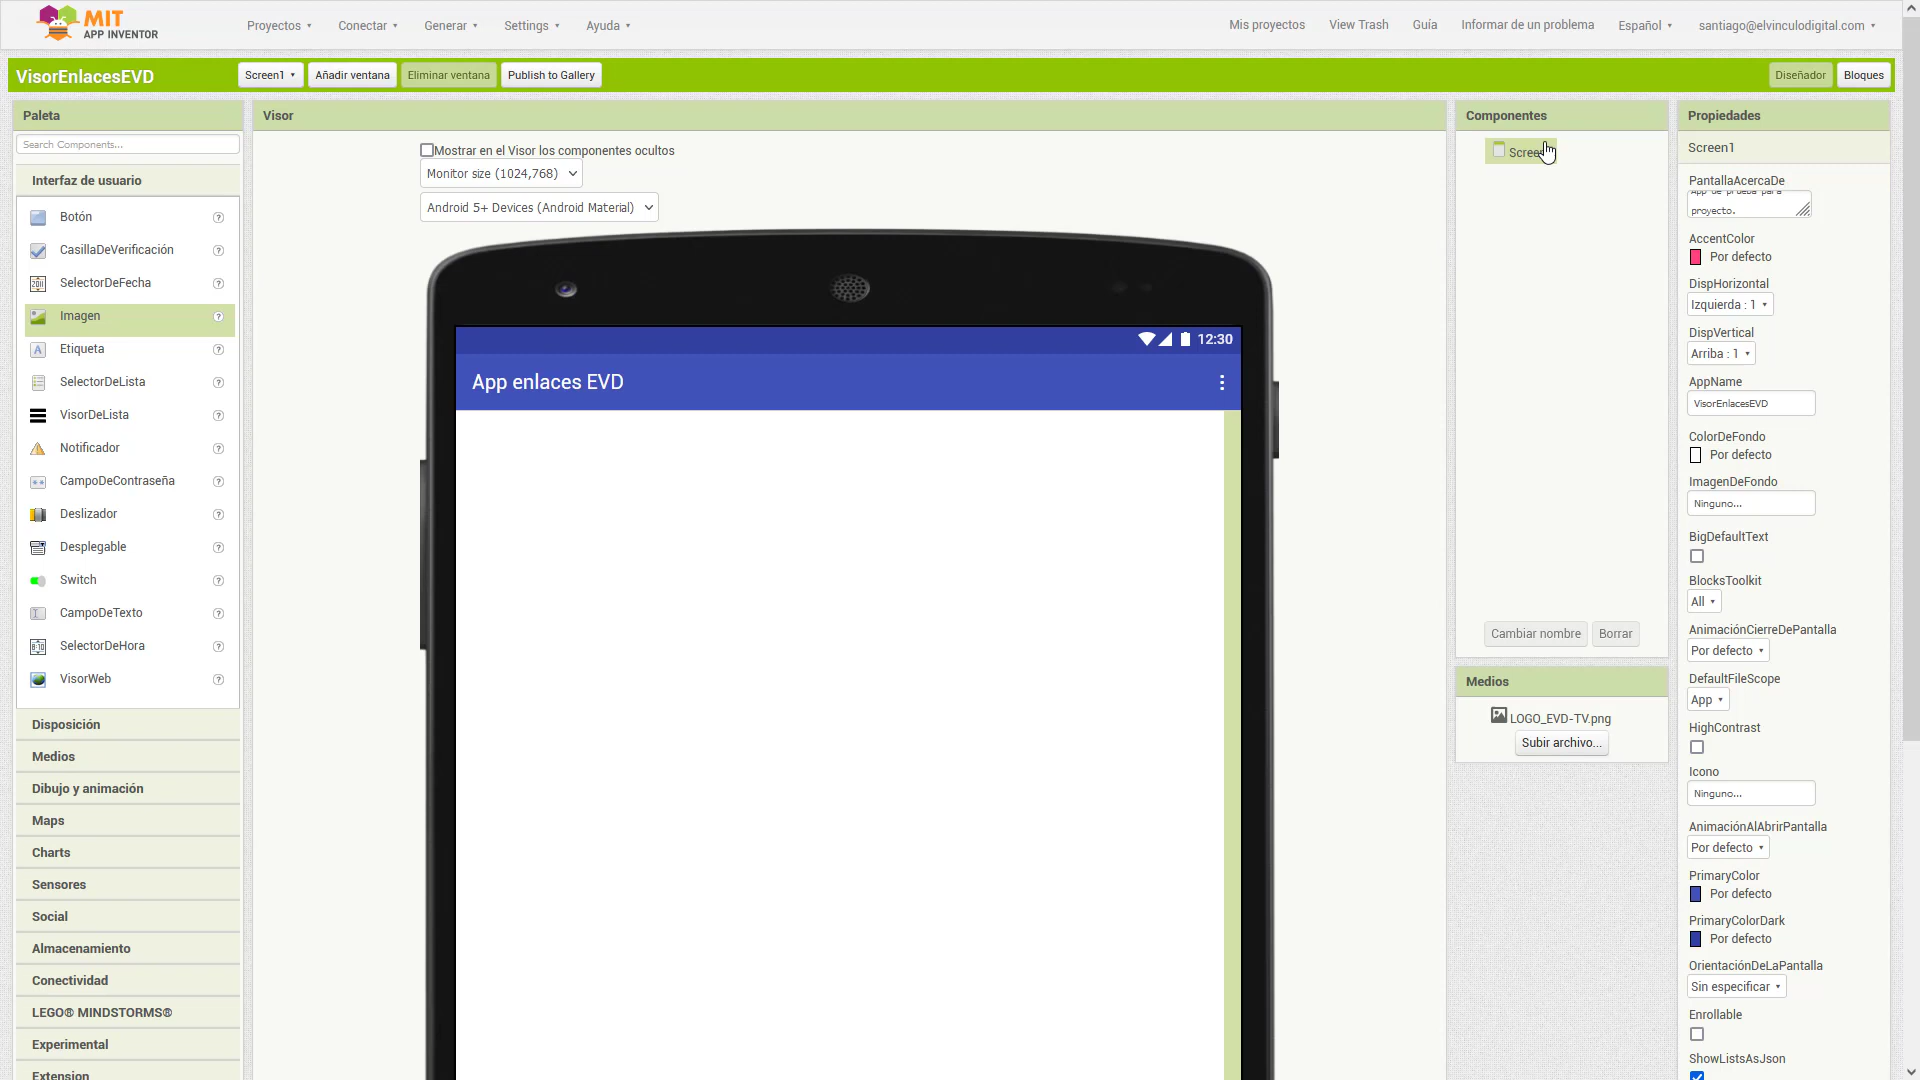 MIT
APP INVENTOR
Proyectos
Conectar
Generar
Settings
Ayuda
Mis proyectos
View Trash
Guía
Informar de un problema
Español
santiago@elvinculodigital.com
VisorEnlacesEVD
Screen1
Añadir ventana
Eliminar ventana
Publish to Gallery
Diseñador
Bloques
Paleta
Search Components...
Interfaz de usuario
Botón
CasillaDeVerificación
SelectorDeFecha
Imagen
Etiqueta
SelectorDeLista
VisorDeLista
Notificador
CampoDeContraseña
Deslizador
Desplegable
Switch
CampoDeTexto
SelectorDeHora
VisorWeb
Disposición
Medios
Dibujo y animación
Maps
Charts
Sensores
Social
Almacenamiento
Conectividad
LEGO® MINDSTORMS®
Experimental
Extension
Visor
Mostrar en el Visor los componentes ocultos
Monitor size (1024,768)
Android 5+ Devices (Android Material)
12:30
App enlaces EVD
Componentes
Cambiar nombre
Borrar
Medios
LOGO_EVD-TV.png
Subir archivo...
Propiedades
Screen1
PantallaAcercaDe
App de prueba para
proyecto.
AccentColor
Por defecto
DispHorizontal
Izquierda : 1
DispVertical
Arriba : 1
AppName
VisorEnlacesEVD
ColorDeFondo
Por defecto
ImagenDeFondo
Ninguno...
BigDefaultText
BlocksToolkit
All
AnimaciónCierreDePantalla
Por defecto
DefaultFileScope
App
HighContrast
Icono
Ninguno...
AnimaciónAlAbrirPantalla
Por defecto
PrimaryColor
Por defecto
PrimaryColorDark
Por defecto
OrientaciónDeLaPantalla
Sin especificar
Enrollable
ShowListsAsJson